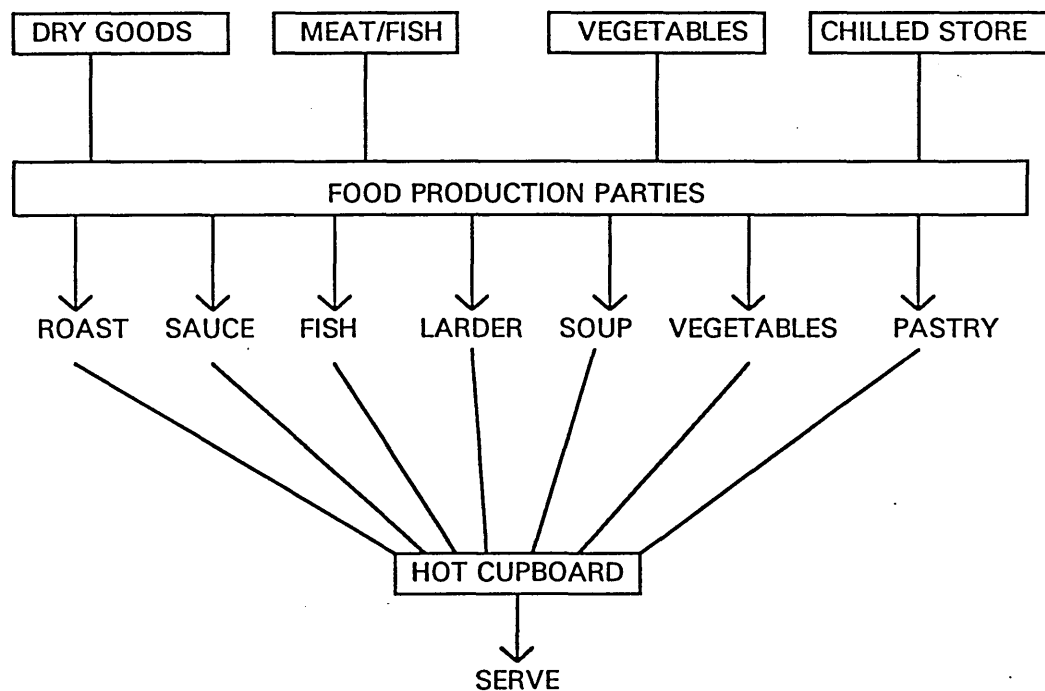 DRY GOODS MEAT/FISH VEGETABLES CHILLED STORE
FOOD PRODUCTION PARTIES
ROAST SAUCE FISH LARDER SOUP VEGETABLES PASTRY
HOT CUPBOARD
SERVE